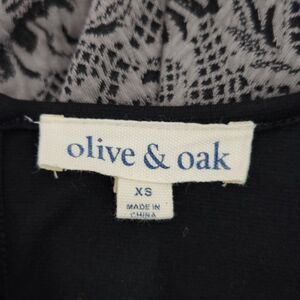 olive & oak
XS
MADE IN
CHINA